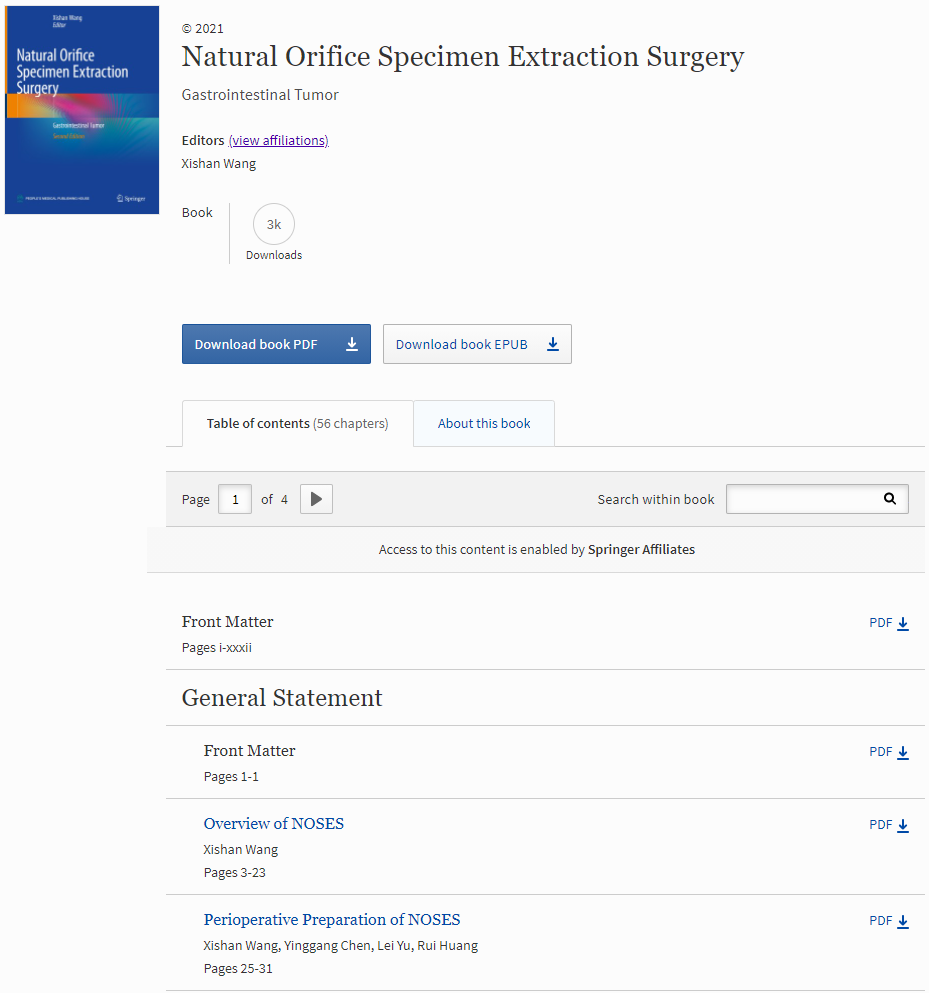 Xishan Wang
Editor
Natural Orifice
Specimen Extraction
Surgery
Gastrointestinal Tumor
Second Edition
PEOPLE'S MEDICAL PUBLISHING HOUSE
Springer
© 2021
Natural Orifice Specimen Extraction Surgery
Gastrointestinal Tumor
Editors (view affiliations)
Xishan Wang
Book
3k
Downloads
Download book PDF
Download book EPUB
Table of contents (56 chapters)
About this book
Page 1 of 4
Search within book
Access to this content is enabled by Springer Affiliates
Front Matter
PDF
Pages i-xxxii
General Statement
Front Matter
PDF
Pages 1-1
Overview of NOSES
PDF
Xishan Wang
Pages 3-23
Perioperative Preparation of NOSES
PDF
Xishan Wang, Yinggang Chen, Lei Yu, Rui Huang
Pages 25-31